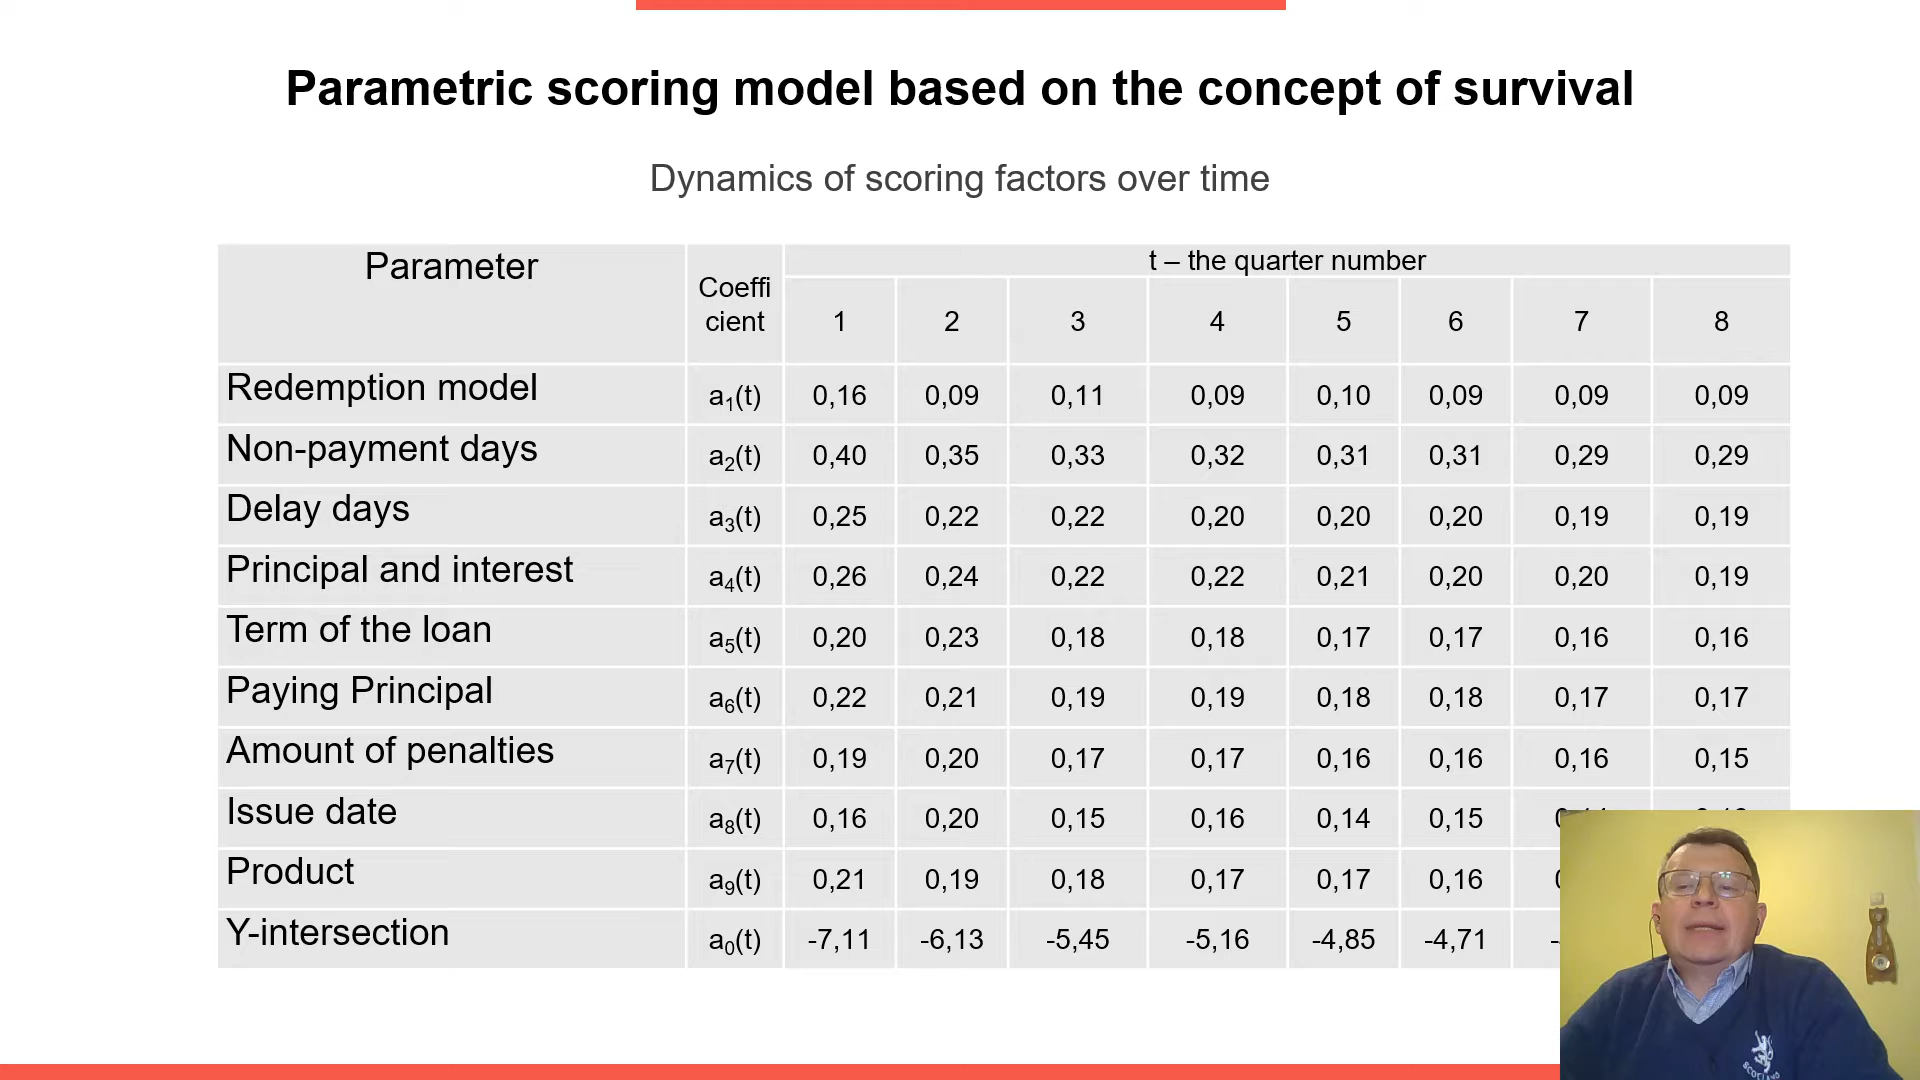 Parametric scoring model based on the concept of survival
Dynamics of scoring factors over time
Parameter
Coeffi
cient
t – the quarter number
1 2 3 4 5 6 7 8
Redemption model a₁(t) 0,16 0,09 0,11 0,09 0,10 0,09 0,09 0,09
Non-payment days a₂(t) 0,40 0,35 0,33 0,32 0,31 0,31 0,29 0,29
Delay days a₃(t) 0,25 0,22 0,22 0,20 0,20 0,20 0,19 0,19
Principal and interest a₄(t) 0,26 0,24 0,22 0,22 0,21 0,20 0,20 0,19
Term of the loan a₅(t) 0,20 0,23 0,18 0,18 0,17 0,17 0,16 0,16
Paying Principal a₆(t) 0,22 0,21 0,19 0,19 0,18 0,18 0,17 0,17
Amount of penalties a₇(t) 0,19 0,20 0,17 0,17 0,16 0,16 0,16 0,15
Issue date a₈(t) 0,16 0,20 0,15 0,16 0,14 0,15
Product a₉(t) 0,21 0,19 0,18 0,17 0,17 0,16
Y-intersection a₀(t) -7,11 -6,13 -5,45 -5,16 -4,85 -4,71